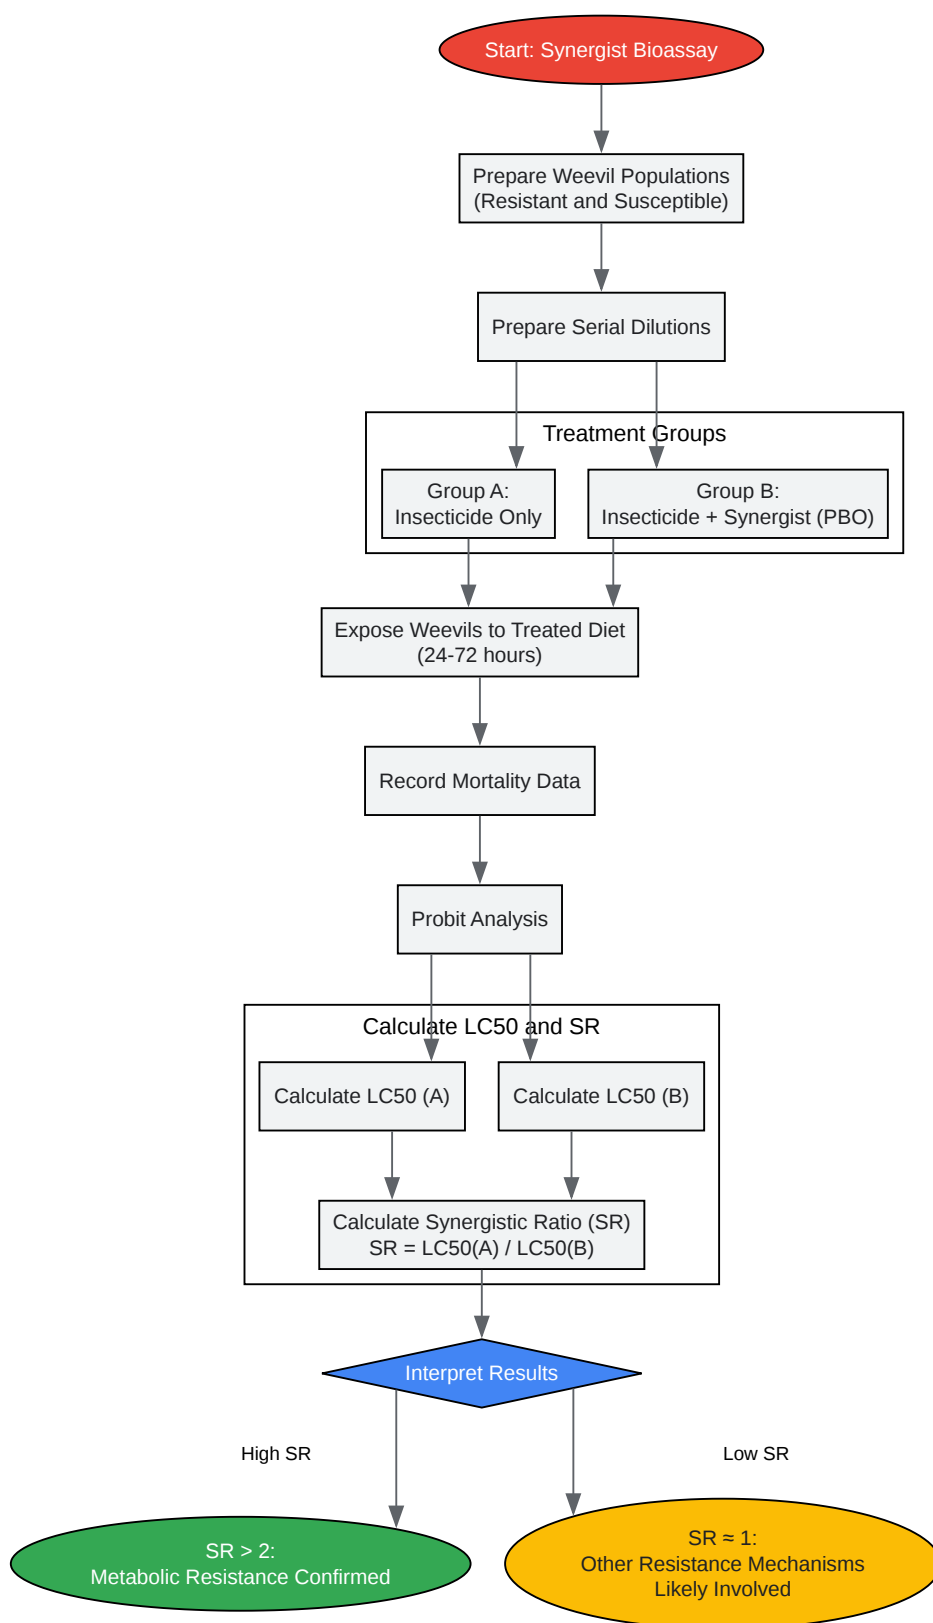 Start: Synergist Bioassay
Prepare Weevil Populations
(Resistant and Susceptible)
Prepare Serial Dilutions
Treatment Groups
Group A:
Insecticide Only
Group B:
Insecticide + Synergist (PBO)
Expose Weevils to Treated Diet
(24-72 hours)
Record Mortality Data
Probit Analysis
Calculate LC50 and SR
Calculate LC50 (A)
Calculate LC50 (B)
Calculate Synergistic Ratio (SR)
SR = LC50(A) / LC50(B)
Interpret Results
High SR
Low SR
SR > 2:
Metabolic Resistance Confirmed
SR ≈ 1:
Other Resistance Mechanisms
Likely Involved